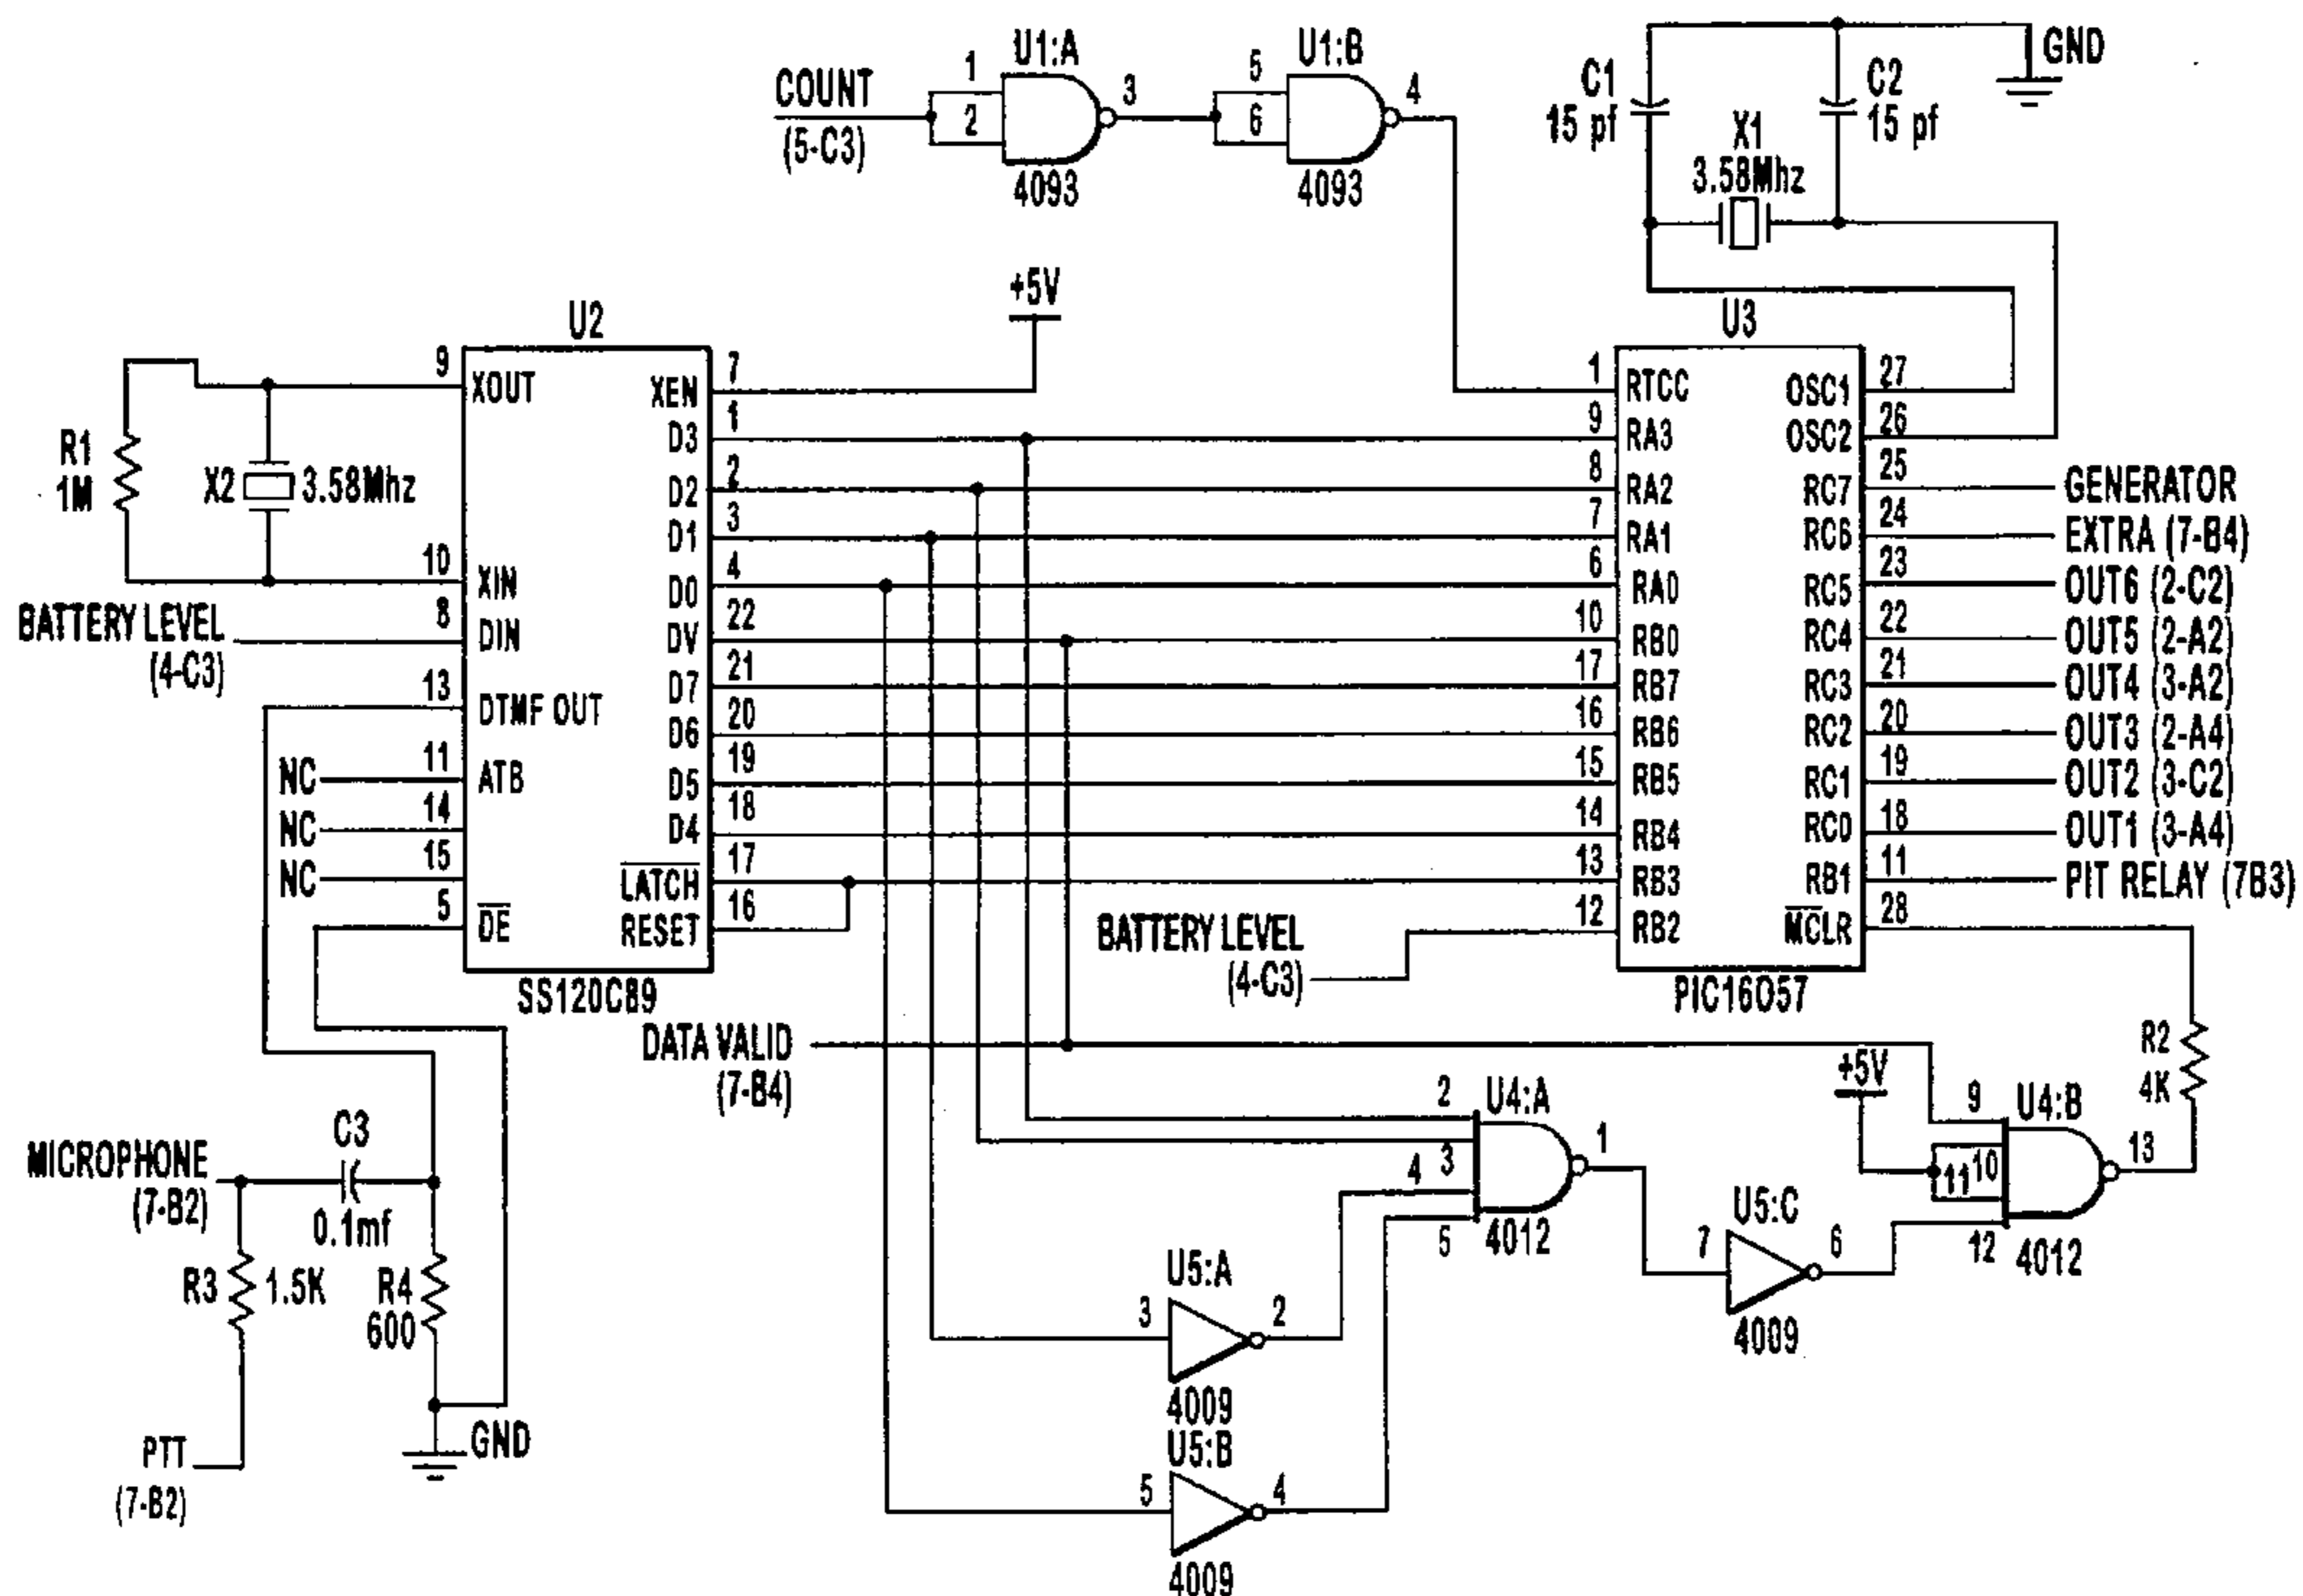 U1:A
U1:B
GND
COUNT
(5-C3)
1
2
3
5
6
4
4093
4093
C1
15 pf
C2
15 pf
X1
3.58Mhz
+5V
U2
U3
9
XOUT
XEN
7
1
RTCC
OSC1
27
D3
1
9
RA3
OSC2
26
R1
1M
X2
3.58Mhz
D2
2
8
RA2
RC7
25
GENERATOR
D1
3
7
RA1
RC6
24
EXTRA (7-B4)
10
XIN
D0
4
6
RA0
RC5
23
OUT6 (2-C2)
BATTERY LEVEL
(4-C3)
8
DIN
DV
22
10
RB0
RC4
22
OUT5 (2-A2)
13
DTMF OUT
D7
21
17
RB7
RC3
21
OUT4 (3-A2)
D6
20
16
RB6
RC2
20
OUT3 (2-A4)
NC
11
ATB
D5
19
15
RB5
RC1
19
OUT2 (3-C2)
NC
14
D4
18
14
RB4
RC0
18
OUT1 (3-A4)
NC
15
LATCH
17
13
RB3
RB1
11
PIT RELAY (7B3)
5
DE
RESET
16
12
RB2
MCLR
28
BATTERY LEVEL
(4-C3)
SS120C89
PIC16O57
DATA VALID
(7-B4)
R2
4K
+5V
MICROPHONE
(7-B2)
C3
0.1mf
2
3
4
5
U4:A
1
4012
9
10
11
12
U4:B
13
4012
R3
1.5K
R4
600
U5:A
3
2
4009
U5:C
7
6
4009
U5:B
5
4
4009
GND
PTT
(7-B2)